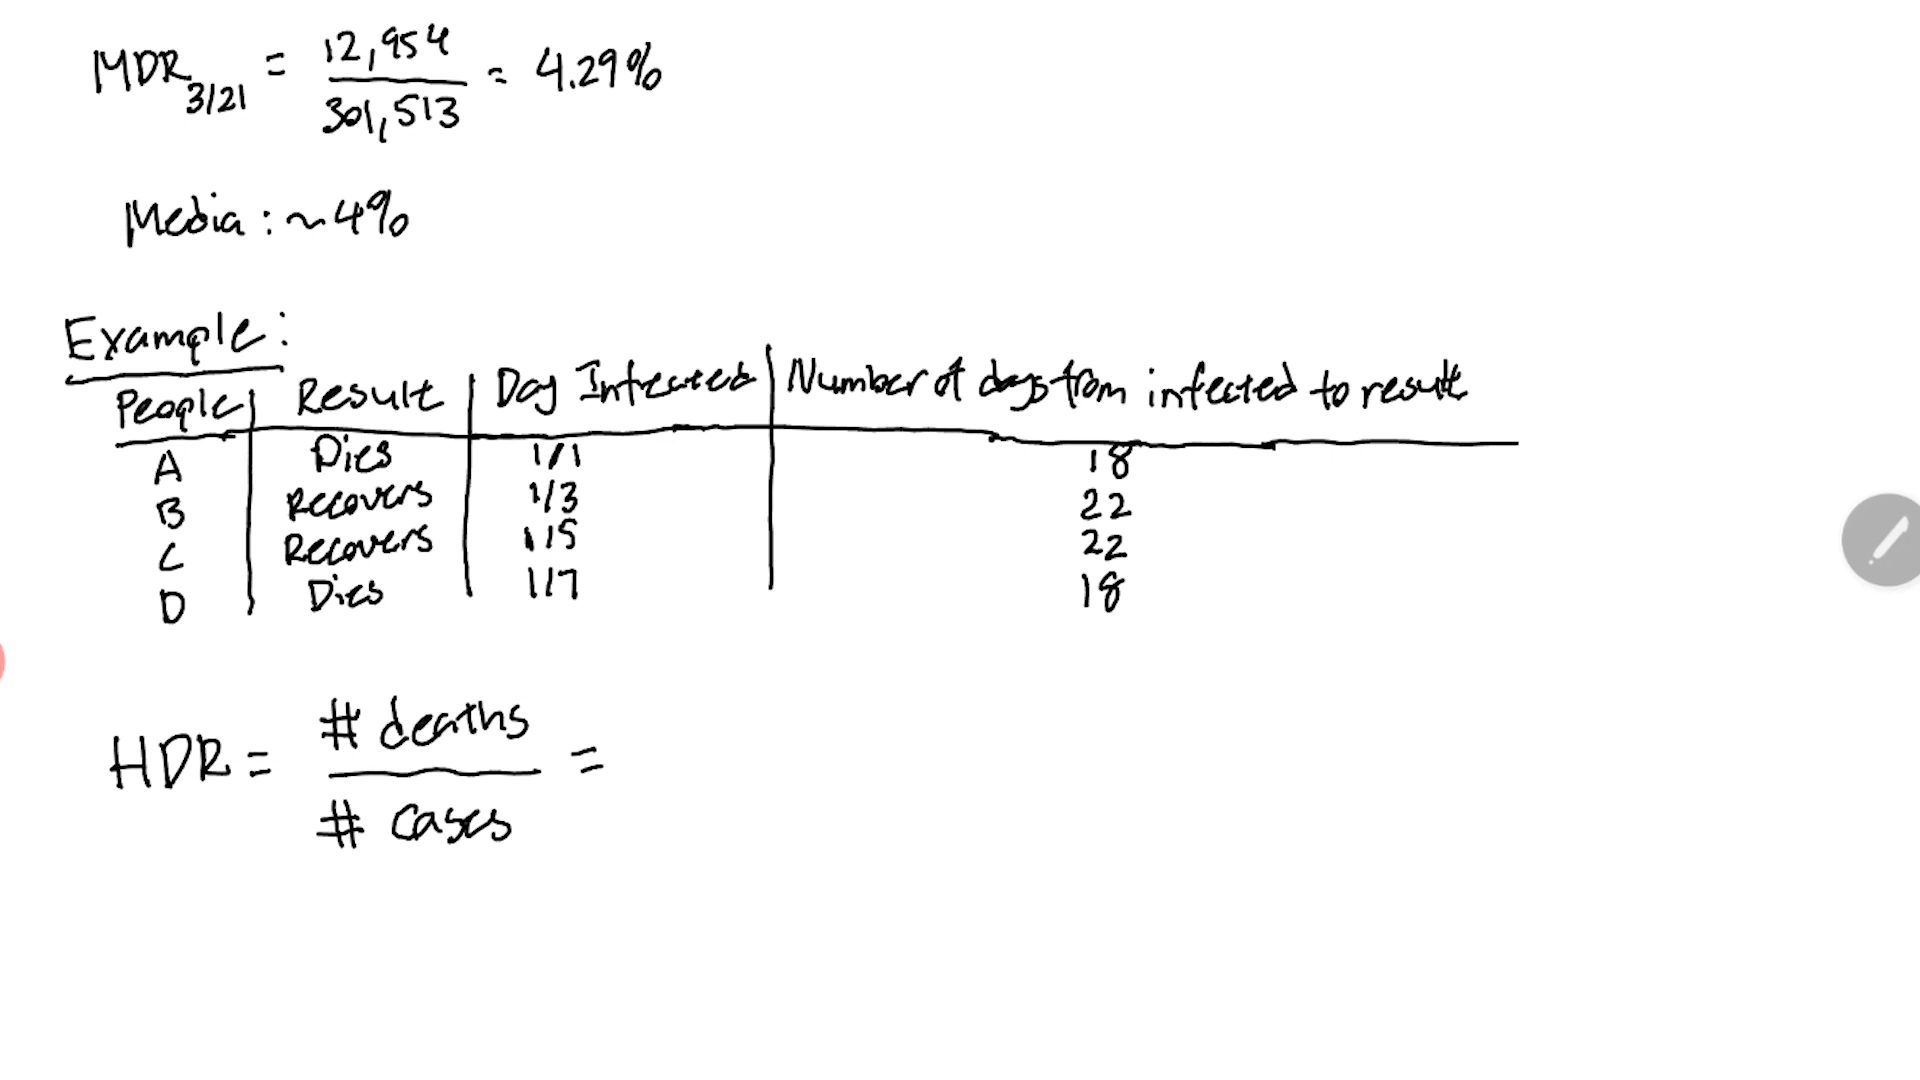 MDR 3/21 = 12,954 / 301,513 = 4.29%
Media : ~4%
Example:
People | Result | Day Infected | Number of days from infected to result
A | Dies | 1/1 | 18
B | Recovers | 1/3 | 22
C | Recovers | 1/5 | 22
D | Dies | 1/7 | 18
HDR = # deaths / # cases =